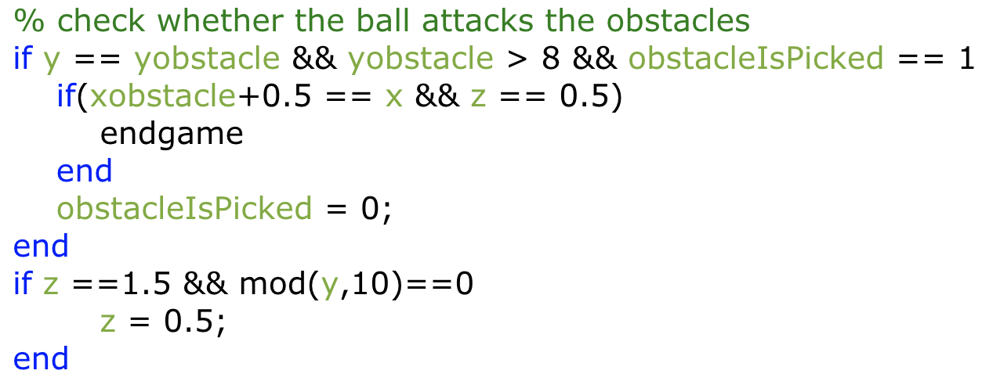 % check whether the ball attacks the obstacles
if y == yobstacle && yobstacle > 8 && obstacleIsPicked == 1
if(xobstacle+0.5 == x && z == 0.5)
endgame
end
obstacleIsPicked = 0;
end
if z ==1.5 && mod(y,10)==0
z = 0.5;
end